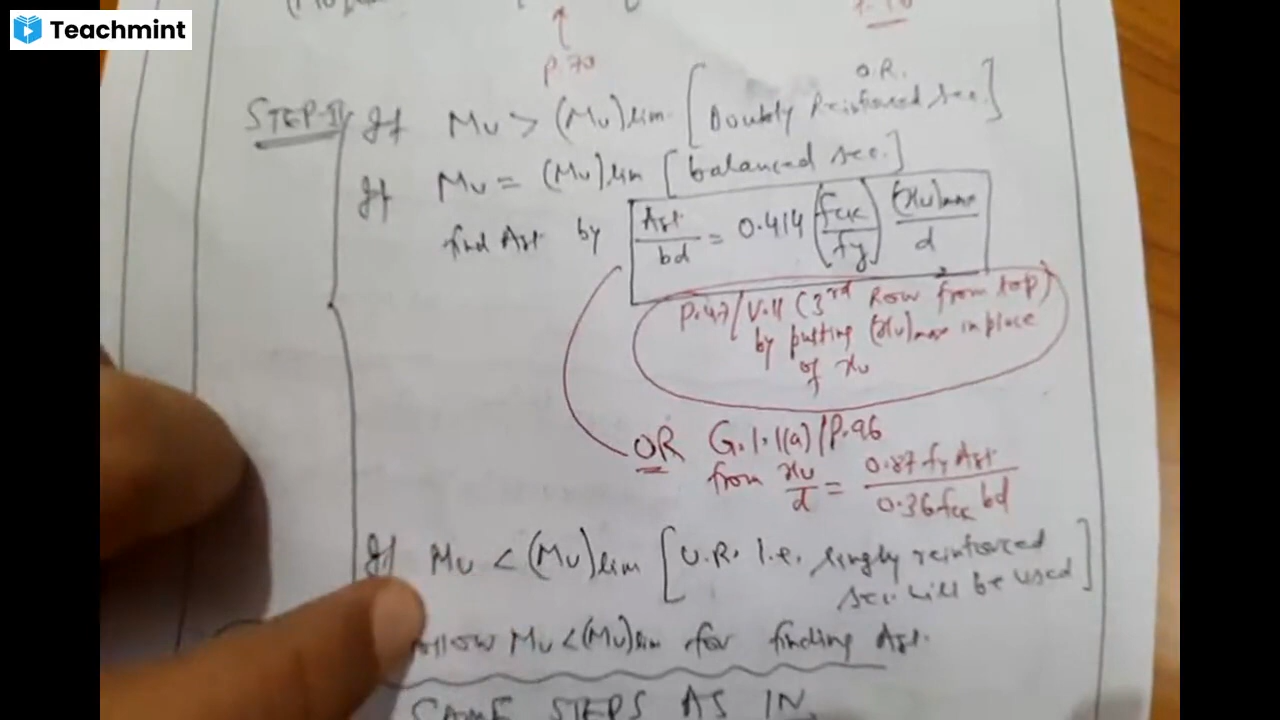 Teachmint
P.70
O.R.
STEP-II If Mu > (Mu)lim [Doubly Reinforced sec.]
If Mu = (Mu)lim [balanced sec.]
find Ast by Ast/bd = 0.414 (fck/fy) (xu)max/d
(3rd Row from top)
by putting (xu)max in place
of xu
OR G.1.1(a)/P.96
from xu/d = 0.87 fy Ast / 0.36 fck bd
If Mu < (Mu)lim [U.R. i.e. singly reinforced
sec. will be used]
Mu < (Mu)lim for finding Ast.
SAME STEPS AS IN